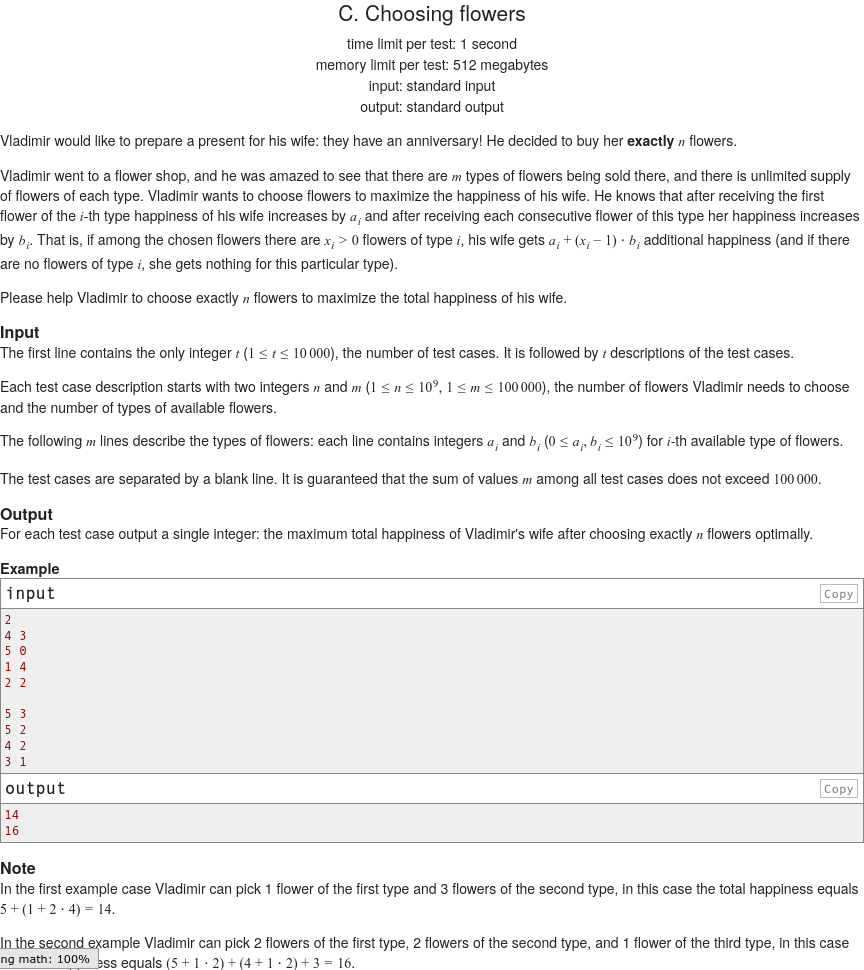 C. Choosing flowers
time limit per test: 1 second
memory limit per test: 512 megabytes
input: standard input
output: standard output
Vladimir would like to prepare a present for his wife: they have an anniversary! He decided to buy her exactly n flowers.
Vladimir went to a flower shop, and he was amazed to see that there are m types of flowers being sold there, and there is unlimited supply
of flowers of each type. Vladimir wants to choose flowers to maximize the happiness of his wife. He knows that after receiving the first
flower of the i-th type happiness of his wife increases by a_i and after receiving each consecutive flower of this type her happiness increases
by b_i. That is, if among the chosen flowers there are x_i > 0 flowers of type i, his wife gets a_i + (x_i − 1) · b_i additional happiness (and if there
are no flowers of type i, she gets nothing for this particular type).
Please help Vladimir to choose exactly n flowers to maximize the total happiness of his wife.
Input
The first line contains the only integer t (1 ≤ t ≤ 10 000), the number of test cases. It is followed by t descriptions of the test cases.
Each test case description starts with two integers n and m (1 ≤ n ≤ 10⁹, 1 ≤ m ≤ 100 000), the number of flowers Vladimir needs to choose
and the number of types of available flowers.
The following m lines describe the types of flowers: each line contains integers a_i and b_i (0 ≤ a_i, b_i ≤ 10⁹) for i-th available type of flowers.
The test cases are separated by a blank line. It is guaranteed that the sum of values m among all test cases does not exceed 100 000.
Output
For each test case output a single integer: the maximum total happiness of Vladimir's wife after choosing exactly n flowers optimally.
Example
input Copy
2
4 3
5 0
1 4
2 2
5 3
5 2
4 2
3 1
output Copy
14
16
Note
In the first example case Vladimir can pick 1 flower of the first type and 3 flowers of the second type, in this case the total happiness equals
5 + (1 + 2 · 4) = 14.
In the second example Vladimir can pick 2 flowers of the first type, 2 flowers of the second type, and 1 flower of the third type, in this case
ng math: 100% equals (5 + 1 · 2) + (4 + 1 · 2) + 3 = 16.